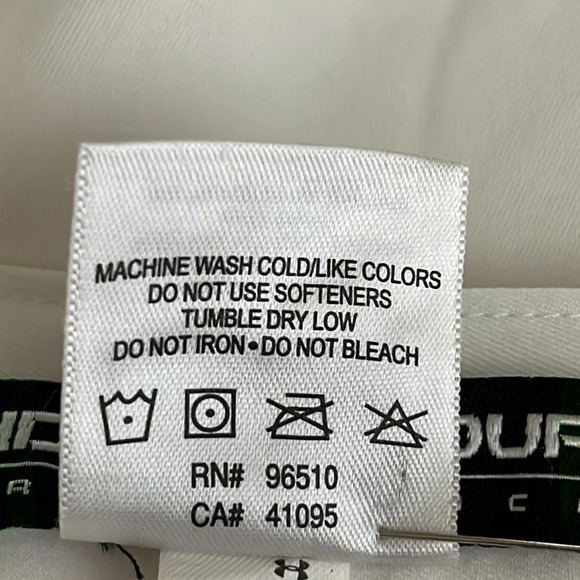 MACHINE WASH COLD/LIKE COLORS
DO NOT USE SOFTENERS
TUMBLE DRY LOW
DO NOT IRON•DO NOT BLEACH
RN# 96510
CA# 41095